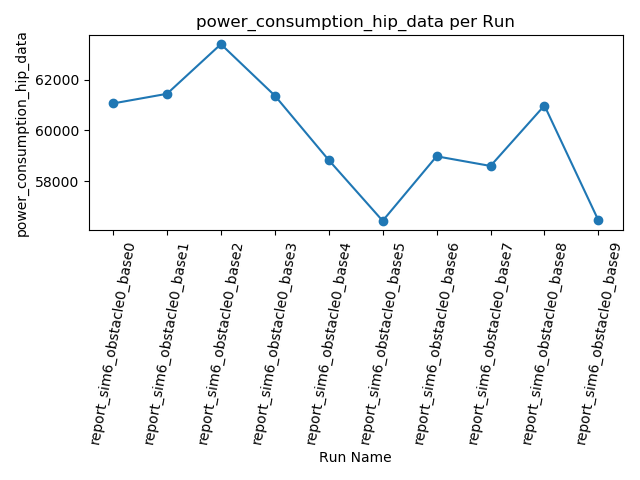 power_consumption_hip_data per Run
power_consumption_hip_data
62000
60000
58000
report_sim6_obstacle0_base0
report_sim6_obstacle0_base1
report_sim6_obstacle0_base2
report_sim6_obstacle0_base3
report_sim6_obstacle0_base4
report_sim6_obstacle0_base5
report_sim6_obstacle0_base6
report_sim6_obstacle0_base7
report_sim6_obstacle0_base8
report_sim6_obstacle0_base9
Run Name